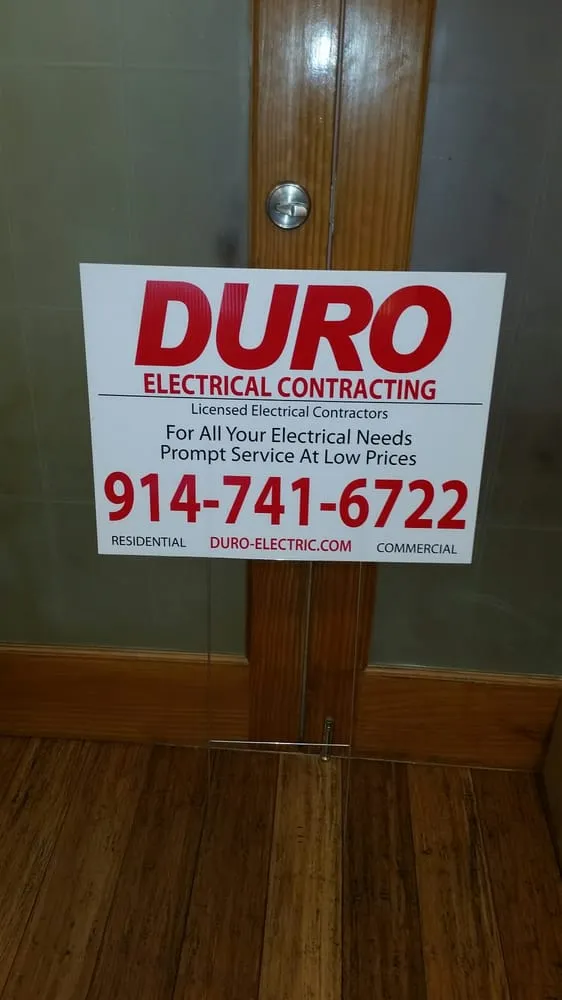 DURO
ELECTRICAL CONTRACTING
Licensed Electrical Contractors
For All Your Electrical Needs
Prompt Service At Low Prices
914-741-6722
RESIDENTIAL DURO-ELECTRIC.COM COMMERCIAL